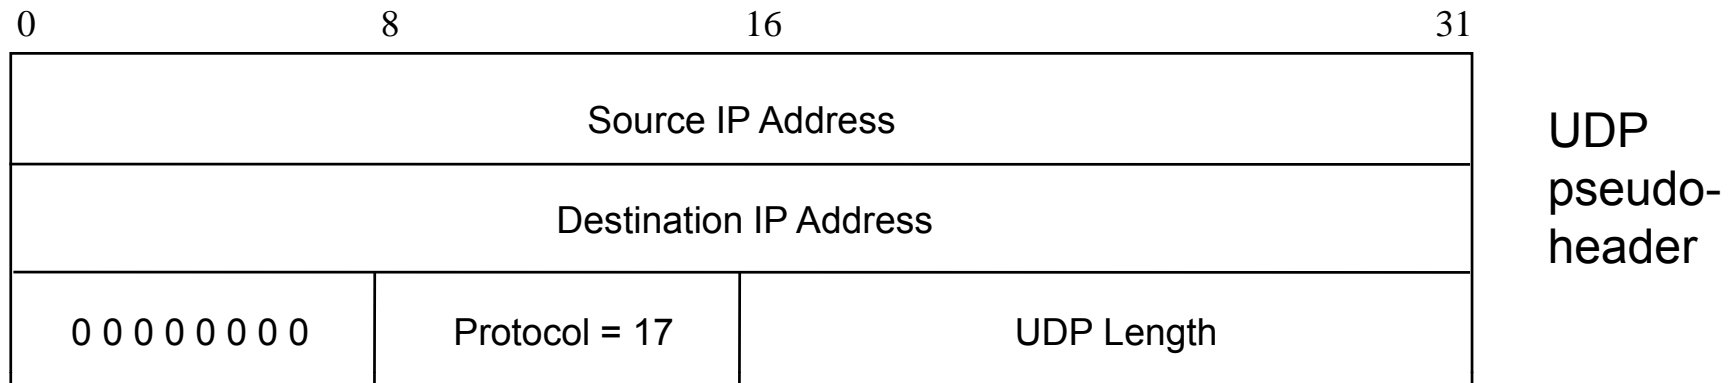 0 8 16 31
Source IP Address
Destination IP Address
0 0 0 0 0 0 0 0 Protocol = 17 UDP Length
UDP
pseudo-
header